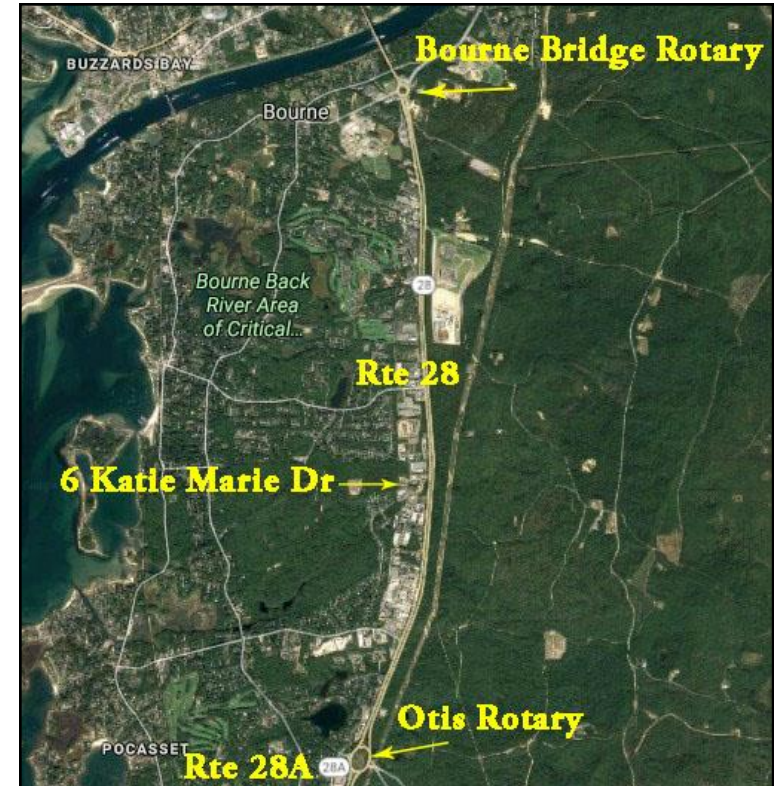 Bourne Bridge Rotary
BUZZARDS BAY
Bourne
Bourne Back
River Area
of Critical...
28
Rte 28
6 Katie Marie Dr
Otis Rotary
POCASSET
Rte 28A
28A